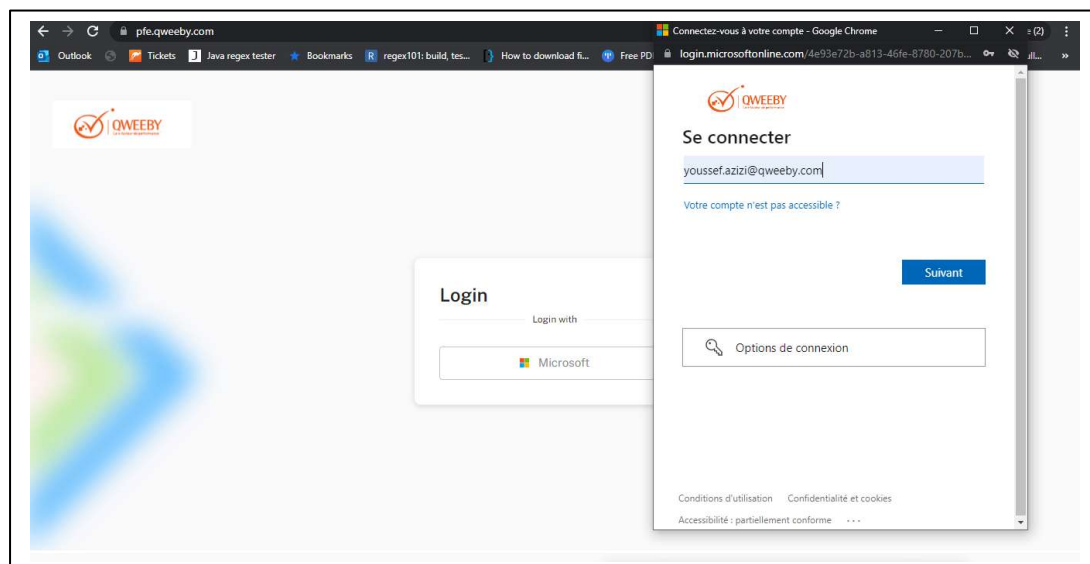 pfe.qweeby.com
Outlook
Tickets
J Java regex tester
Bookmarks
R regex101: build, tes...
How to download fi...
Free PD
QWEEBY
Login
Login with
Microsoft
Connectez-vous à votre compte - Google Chrome
(2)
login.microsoftonline.com/4e93e72b-a813-46fe-8780-207b...
QWEEBY
Se connecter
youssef.azizi@qweeby.com
Votre compte n'est pas accessible ?
Suivant
Options de connexion
Conditions d'utilisation Confidentialité et cookies
Accessibilité : partiellement conforme ...